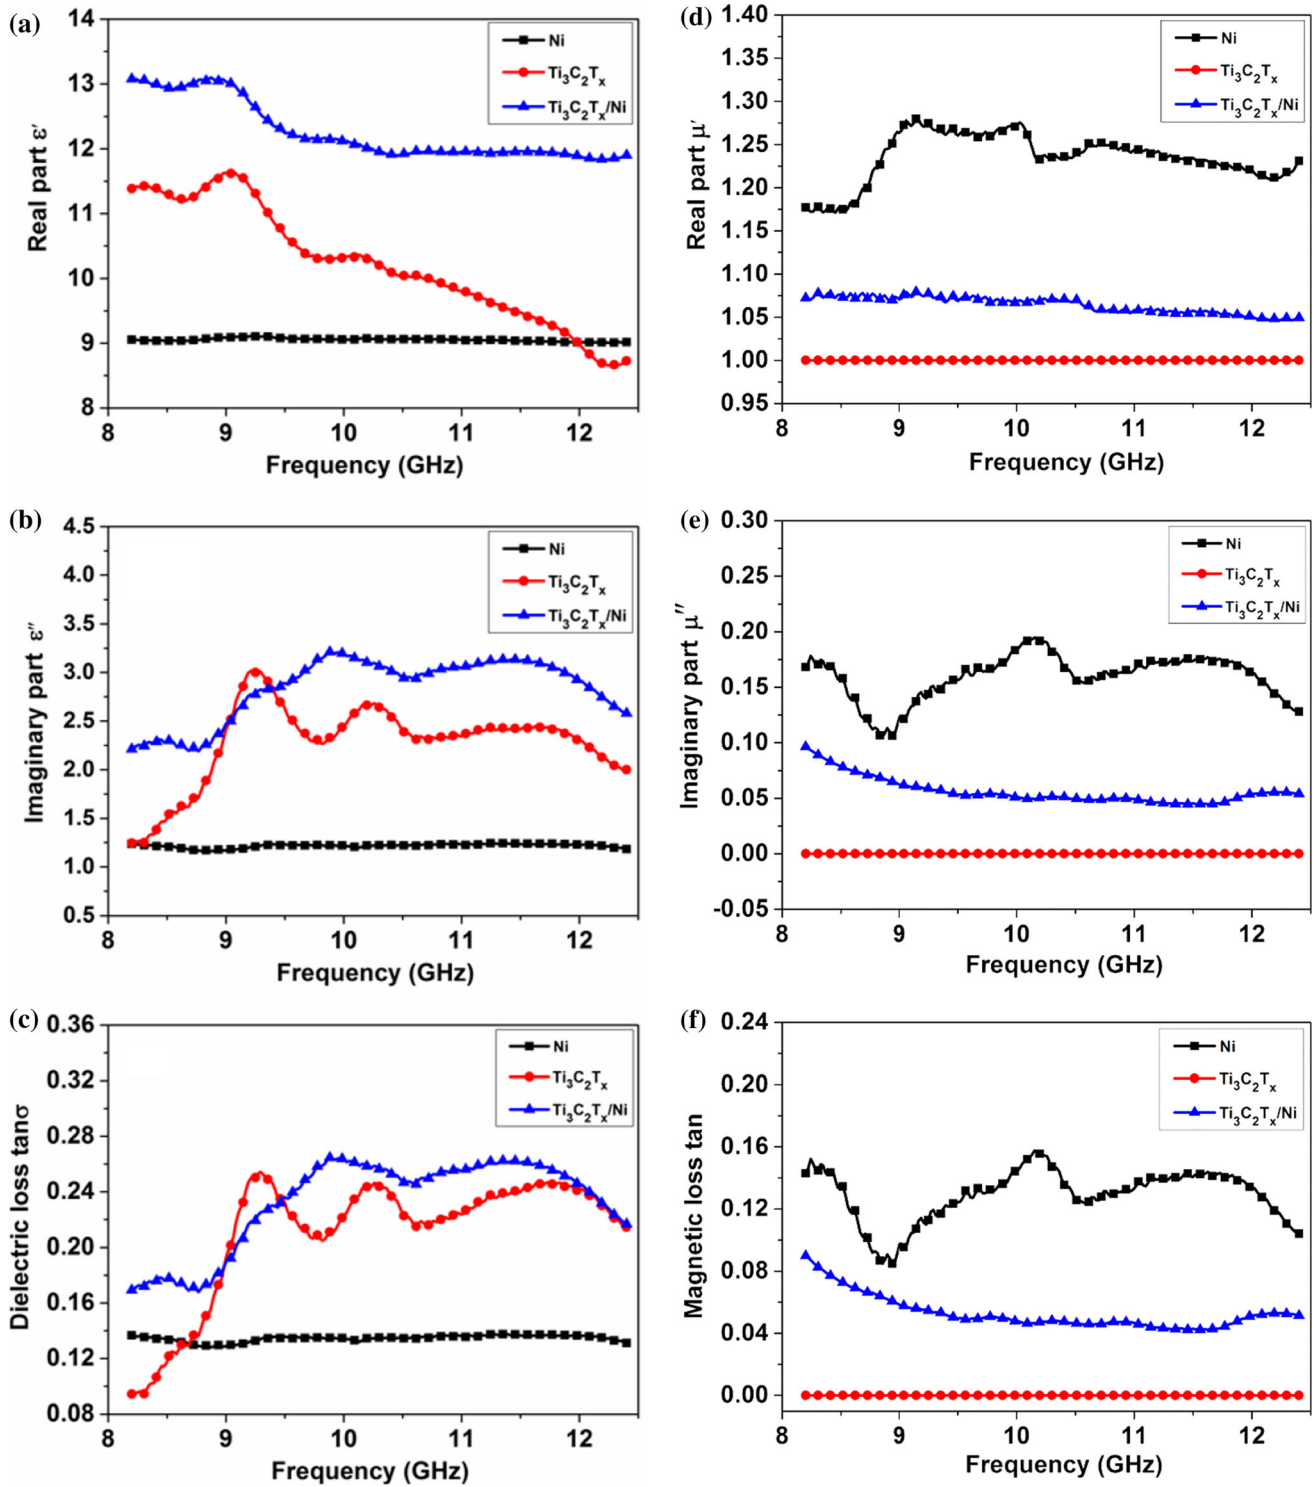 (a)
14
13
12
11
10
9
8
Real part ε′
Ni
Ti₃C₂Tₓ
Ti₃C₂Tₓ/Ni
8 9 10 11 12
Frequency (GHz)
(d)
1.40
1.35
1.30
1.25
1.20
1.15
1.10
1.05
1.00
0.95
Real part μ′
Ni
Ti₃C₂Tₓ
Ti₃C₂Tₓ/Ni
8 9 10 11 12
Frequency (GHz)
(b)
4.5
4.0
3.5
3.0
2.5
2.0
1.5
1.0
0.5
Imaginary part ε″
Ni
Ti₃C₂Tₓ
Ti₃C₂Tₓ/Ni
8 9 10 11 12
Frequency (GHz)
(e)
0.30
0.25
0.20
0.15
0.10
0.05
0.00
-0.05
Imaginary part μ″
Ni
Ti₃C₂Tₓ
Ti₃C₂Tₓ/Ni
8 9 10 11 12
Frequency (GHz)
(c)
0.36
0.32
0.28
0.24
0.20
0.16
0.12
0.08
Dielectric loss tanσ
Ni
Ti₃C₂Tₓ
Ti₃C₂Tₓ/Ni
8 9 10 11 12
Frequency (GHz)
(f)
0.24
0.20
0.16
0.12
0.08
0.04
0.00
Magnetic loss tan
Ni
Ti₃C₂Tₓ
Ti₃C₂Tₓ/Ni
8 9 10 11 12
Frequency (GHz)